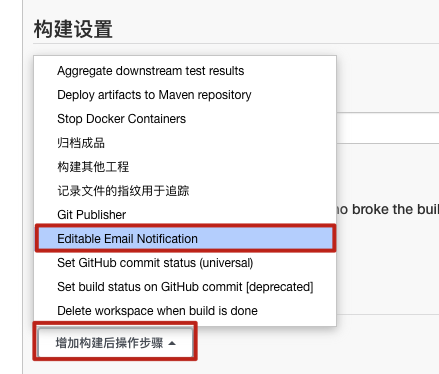 构建设置
Aggregate downstream test results
Deploy artifacts to Maven repository
Stop Docker Containers
归档成品
构建其他工程
记录文件的指纹用于追踪
no broke the buil
Git Publisher
Editable Email Notification
Set GitHub commit status (universal)
Set build status on GitHub commit [deprecated]
Delete workspace when build is done
增加构建后操作步骤